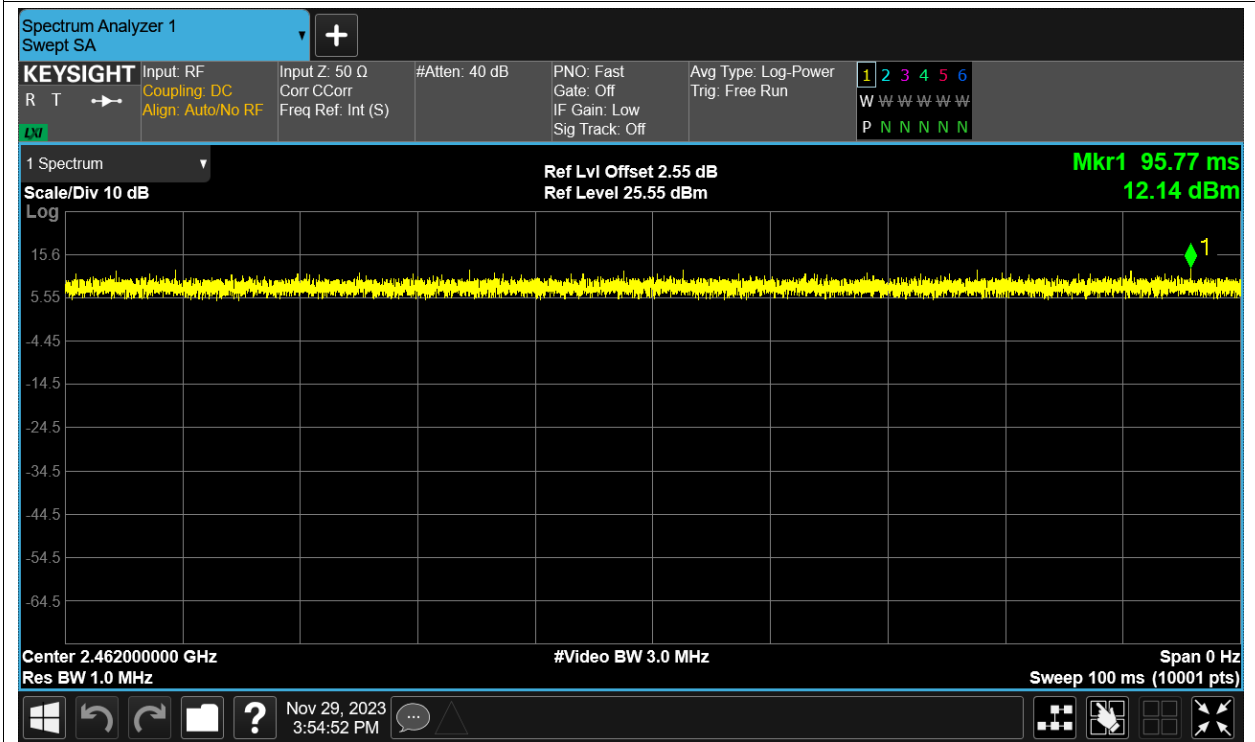 Spectrum Analyzer 1
Swept SA
+
KEYSIGHT
R T
LXI
Input: RF
Coupling: DC
Align: Auto/No RF
Input Z: 50 Ω
Corr CCorr
Freq Ref: Int (S)
#Atten: 40 dB
PNO: Fast
Gate: Off
IF Gain: Low
Sig Track: Off
Avg Type: Log-Power
Trig: Free Run
1 2 3 4 5 6
W W W W W W
P N N N N N
1 Spectrum
Scale/Div 10 dB
Log
Ref Lvl Offset 2.55 dB
Ref Level 25.55 dBm
Mkr1 95.77 ms
12.14 dBm
1
15.6
5.55
-4.45
-14.5
-24.5
-34.5
-44.5
-54.5
-64.5
Center 2.462000000 GHz
Res BW 1.0 MHz
#Video BW 3.0 MHz
Span 0 Hz
Sweep 100 ms (10001 pts)
?
Nov 29, 2023
3:54:52 PM